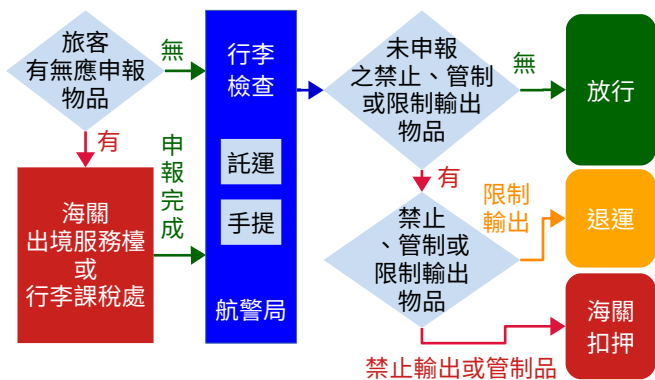 旅客
有無應申報
物品
無
有
海關
出境服務檯
或
行李課稅處
申
報
完
成
行李
檢查
託運
手提
航警局
未申報
之禁止、管制
或限制輸出
物品
無
放行
有
禁止
、管制或
限制輸出
物品
限制
輸出
退運
禁止輸出或管制品
海關
扣押